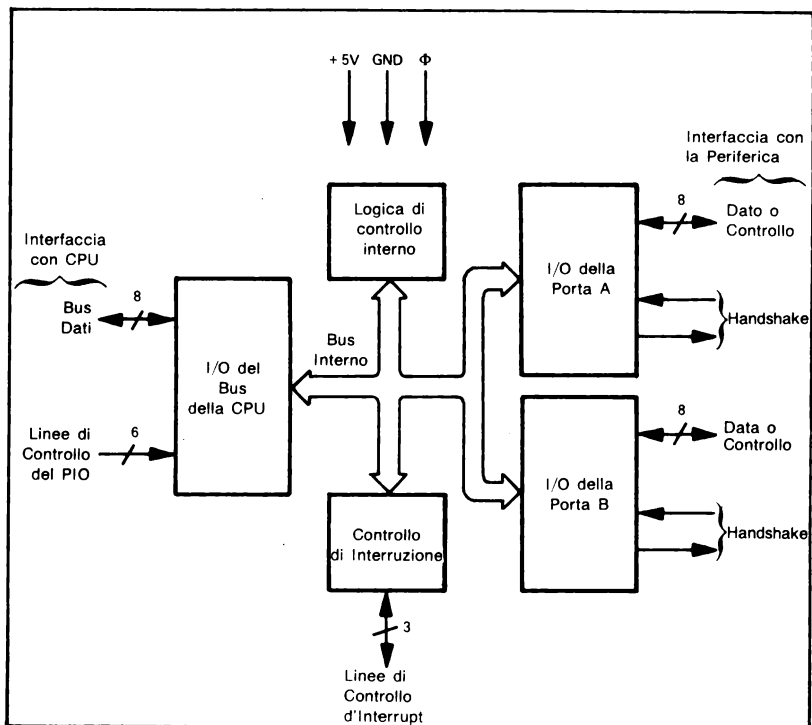 +5V GND Φ
Interfaccia con
la Periferica
Logica di
controllo
interno
8
Dato o
Controllo
Interfaccia
con CPU
I/O della
Porta A
Bus
Dati
8
Handshake
Bus
Interno
I/O del
Bus
della CPU
Linee di
Controllo
del PIO
6
8
Data o
Controllo
I/O della
Porta B
Handshake
Controllo
di Interruzione
3
Linee di
Controllo
d'Interrupt